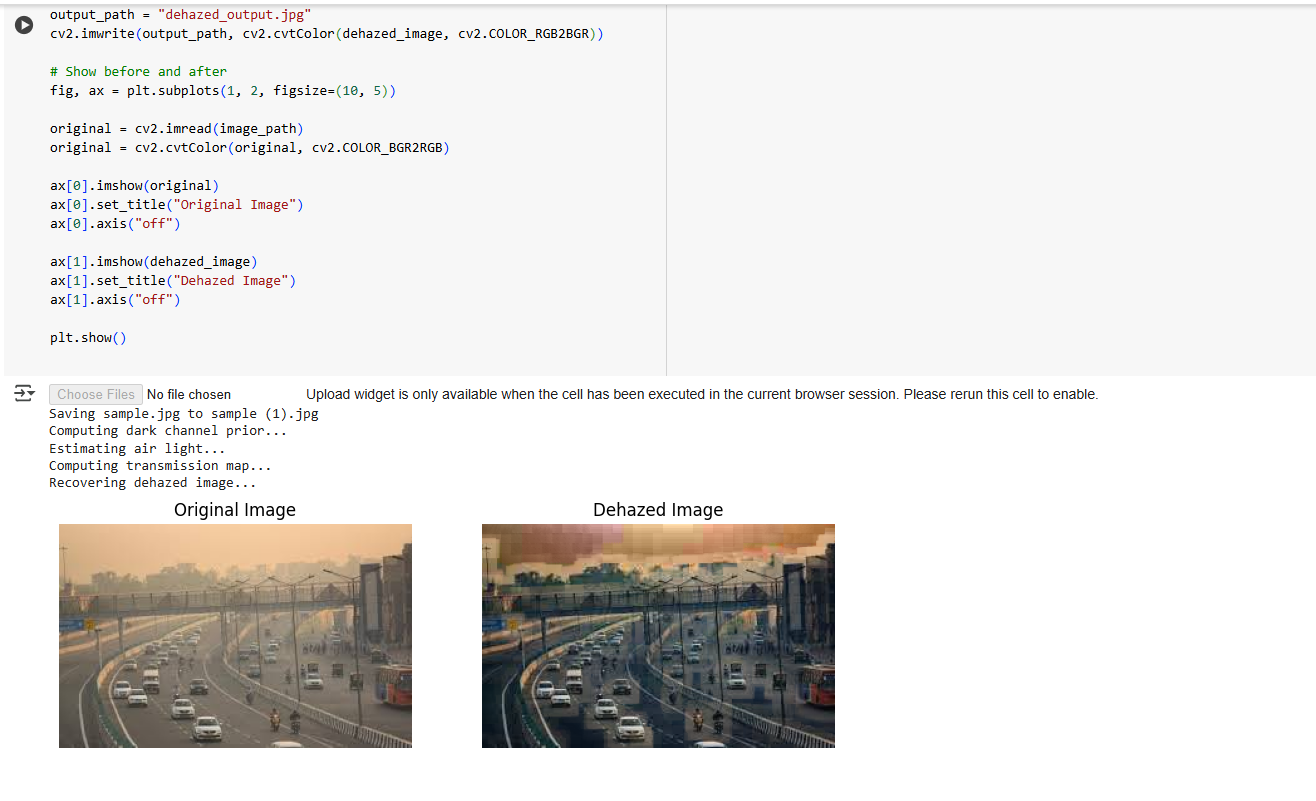 output_path = "dehazed_output.jpg"
cv2.imwrite(output_path, cv2.cvtColor(dehazed_image, cv2.COLOR_RGB2BGR))
# Show before and after
fig, ax = plt.subplots(1, 2, figsize=(10, 5))
original = cv2.imread(image_path)
original = cv2.cvtColor(original, cv2.COLOR_BGR2RGB)
ax[0].imshow(original)
ax[0].set_title("Original Image")
ax[0].axis("off")
ax[1].imshow(dehazed_image)
ax[1].set_title("Dehazed Image")
ax[1].axis("off")
plt.show()
Choose Files No file chosen Upload widget is only available when the cell has been executed in the current browser session. Please rerun this cell to enable.
Saving sample.jpg to sample (1).jpg
Computing dark channel prior...
Estimating air light...
Computing transmission map...
Recovering dehazed image...
Original Image Dehazed Image